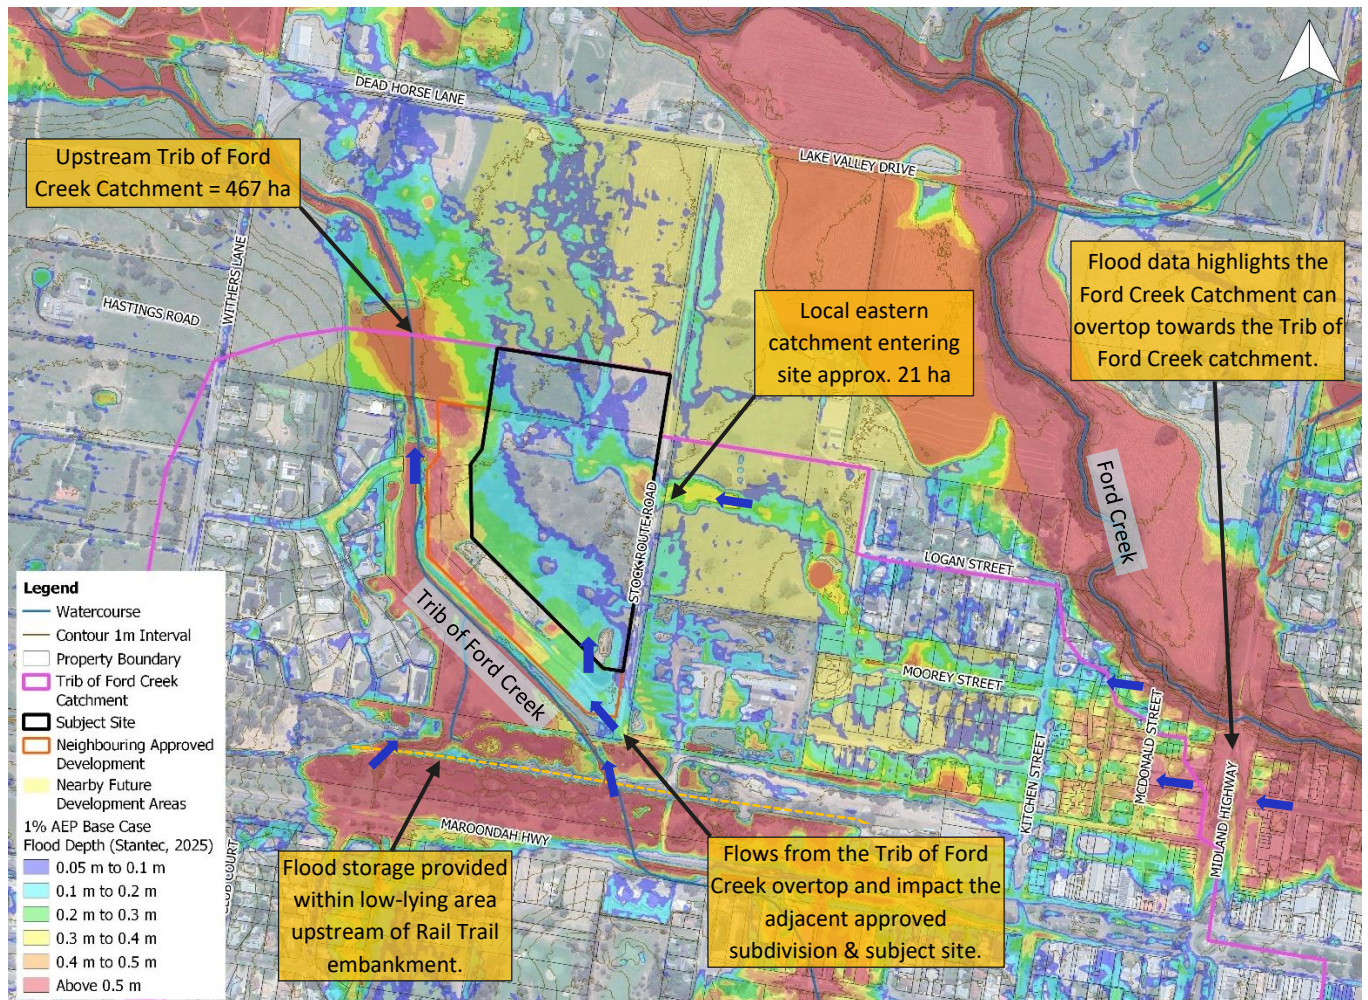 DEAD HORSE LANE
LAKE VALLEY DRIVE
Upstream Trib of Ford
Creek Catchment = 467 ha
WITHERS LANE
HASTINGS ROAD
Flood data highlights the
Ford Creek Catchment can
overtop towards the Trib of
Ford Creek catchment.
Local eastern
catchment entering
site approx. 21 ha
Ford Creek
STOCK ROUTE ROAD
LOGAN STREET
Trib of Ford Creek
MOOREY STREET
KITCHEN STREET
MCDONALD STREET
MIDLAND HIGHWAY
MAROONDAH HWY
COURT
Flood storage provided
within low-lying area
upstream of Rail Trail
embankment.
Flows from the Trib of Ford
Creek overtop and impact the
adjacent approved
subdivision & subject site.
Legend
Watercourse
Contour 1m Interval
Property Boundary
Trib of Ford Creek
Catchment
Subject Site
Neighbouring Approved
Development
Nearby Future
Development Areas
1% AEP Base Case
Flood Depth (Stantec, 2025)
0.05 m to 0.1 m
0.1 m to 0.2 m
0.2 m to 0.3 m
0.3 m to 0.4 m
0.4 m to 0.5 m
Above 0.5 m